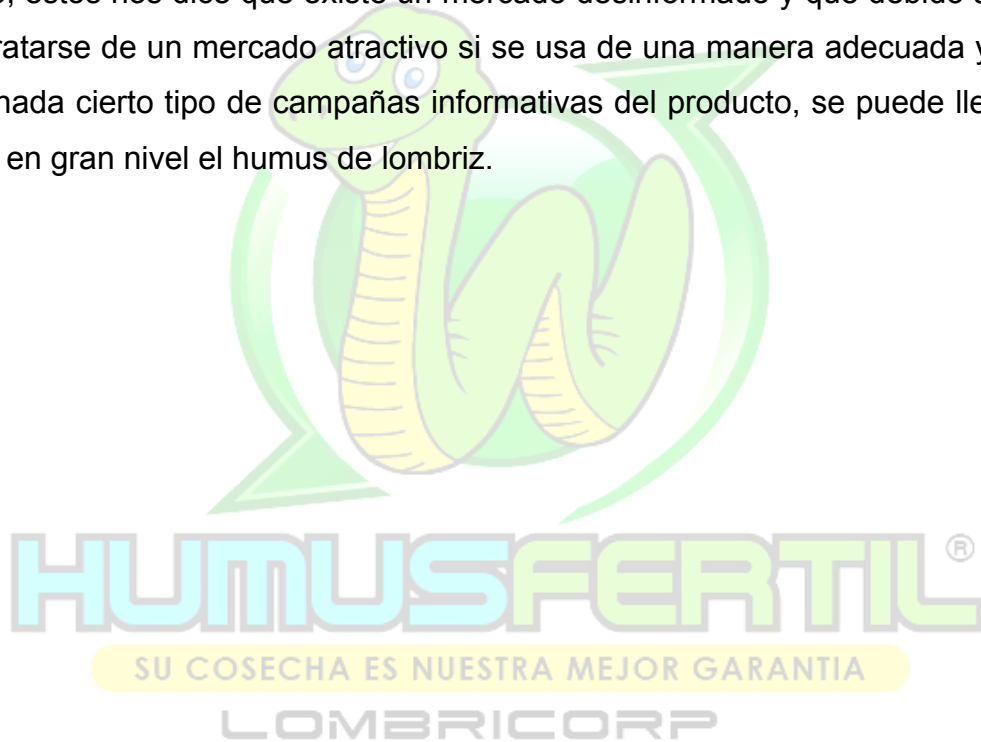 estos nos dice que existe un mercado desinformado y que debido
ratarse de un mercado atractivo si se usa de una manera adecuada y
nada cierto tipo de campañas informativas del producto, se puede lle
en gran nivel el humus de lombriz.
HUMUSFERTIL®
SU COSECHA ES NUESTRA MEJOR GARANTIA
LOMBRICORP